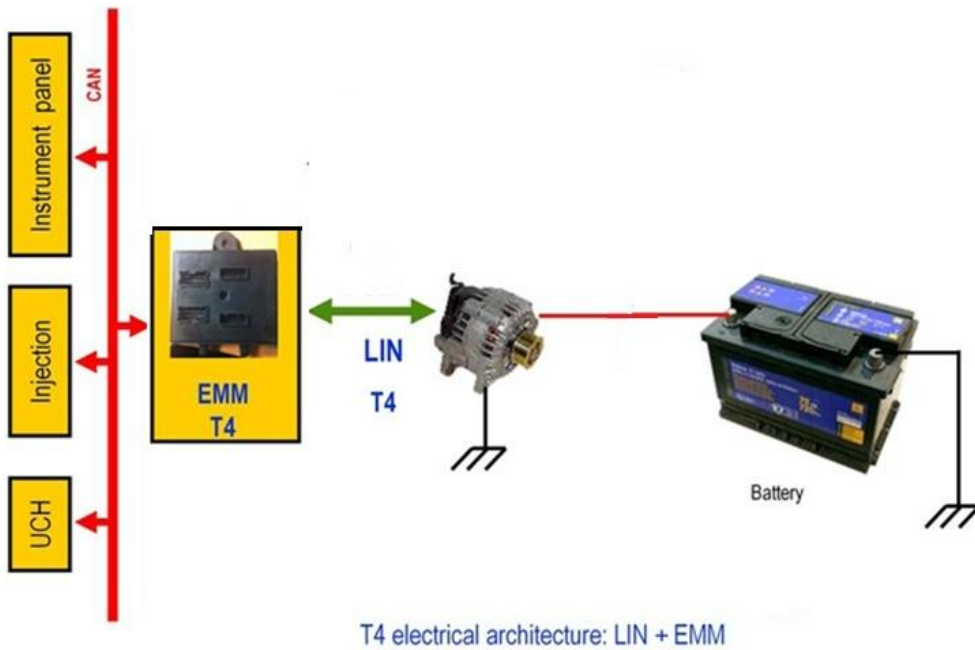 Instrument panel
CAN
Injection
UCH
EMM
T4
LIN
T4
Battery
T4 electrical architecture: LIN + EMM